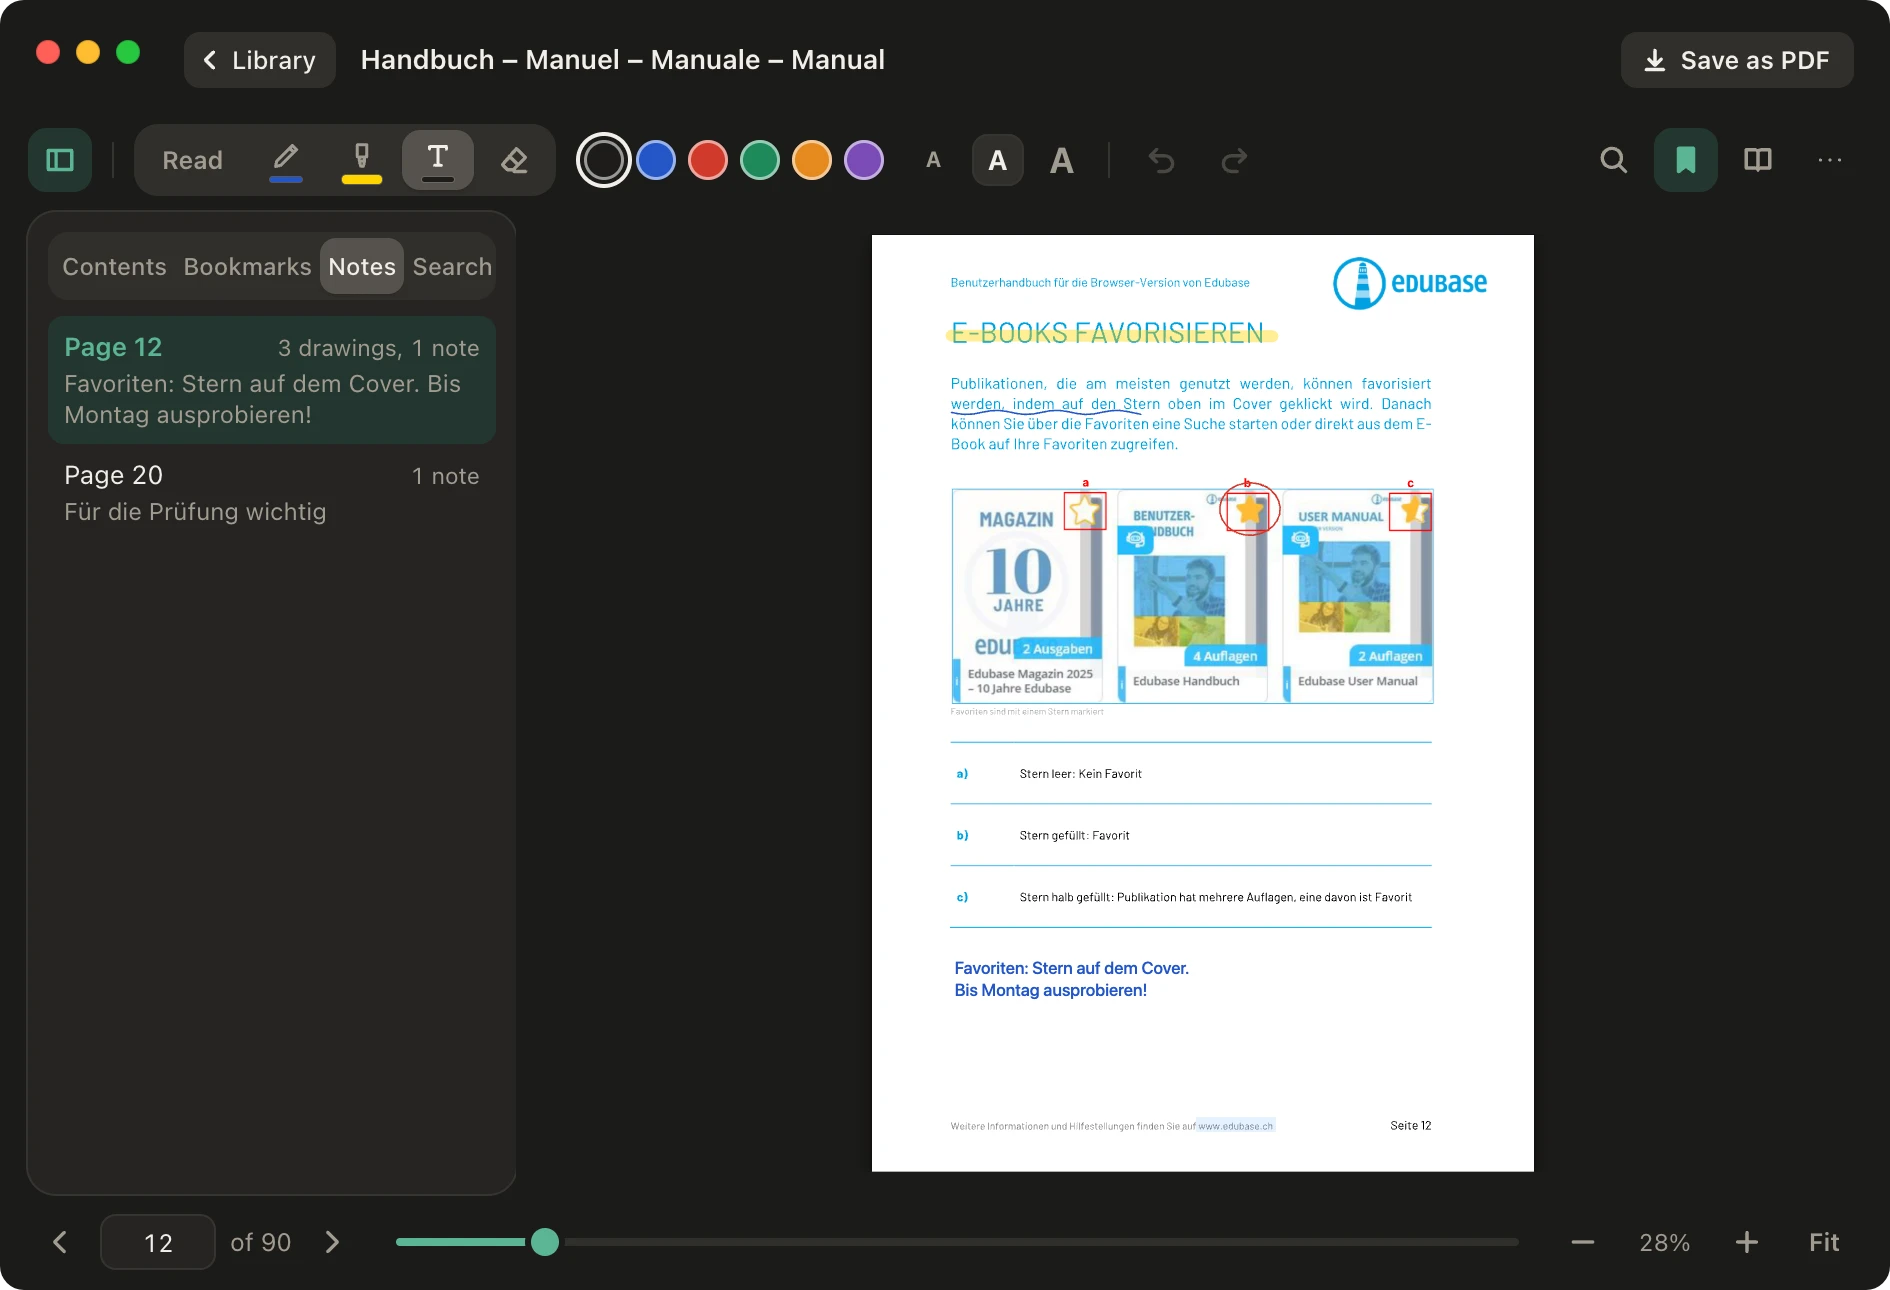 Library
Handbuch – Manuel – Manuale – Manual
Save as PDF
Read
T
A
A
A
Contents
Bookmarks
Notes
Search
Page 12
3 drawings, 1 note
Favoriten: Stern auf dem Cover. Bis
Montag ausprobieren!
Page 20
1 note
Für die Prüfung wichtig
Benutzerhandbuch für die Browser-Version von Edubase
EDUBASE
E-BOOKS FAVORISIEREN
Publikationen, die am meisten genutzt werden, können favorisiert
werden, indem auf den Stern oben im Cover geklickt wird. Danach
können Sie über die Favoriten eine Suche starten oder direkt aus dem E-
Book auf Ihre Favoriten zugreifen.
a
b
c
MAGAZIN
10
JAHRE
edu
2 Ausgaben
Edubase Magazin 2025
– 10 Jahre Edubase
BENUTZER-
NDBUCH
4 Auflagen
Edubase Handbuch
USER MANUAL
VERSION
2 Auflagen
Edubase User Manual
Favoriten sind mit einem Stern markiert
a) Stern leer: Kein Favorit
b) Stern gefüllt: Favorit
c) Stern halb gefüllt: Publikation hat mehrere Auflagen, eine davon ist Favorit
Favoriten: Stern auf dem Cover.
Bis Montag ausprobieren!
Weitere Informationen und Hilfestellungen finden Sie auf www.edubase.ch
Seite 12
12
of 90
28%
Fit